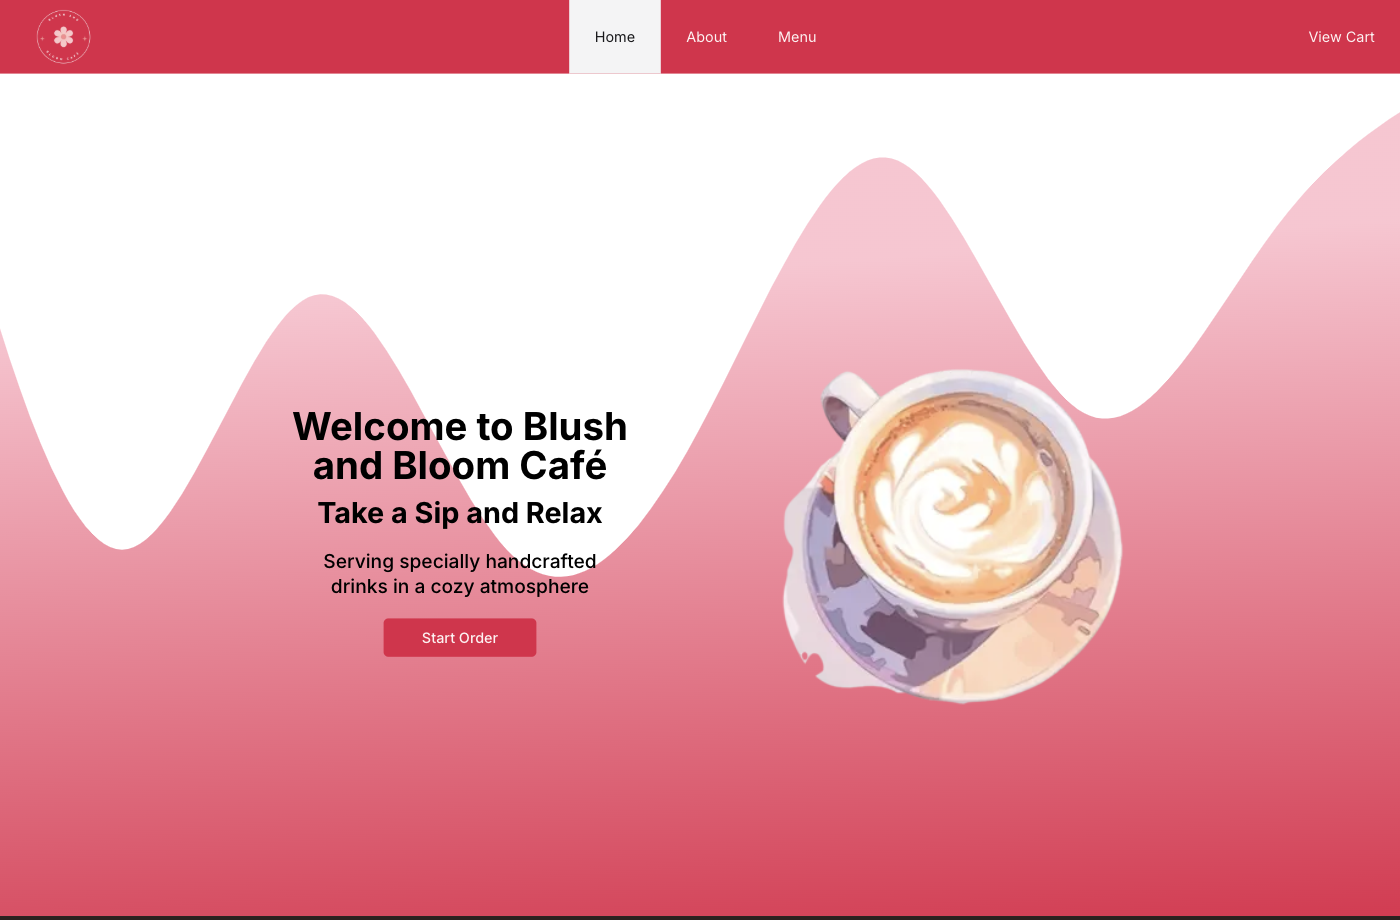 Home
About
Menu
View Cart
Welcome to Blush
and Bloom Café
Take a Sip and Relax
Serving specially handcrafted
drinks in a cozy atmosphere
Start Order